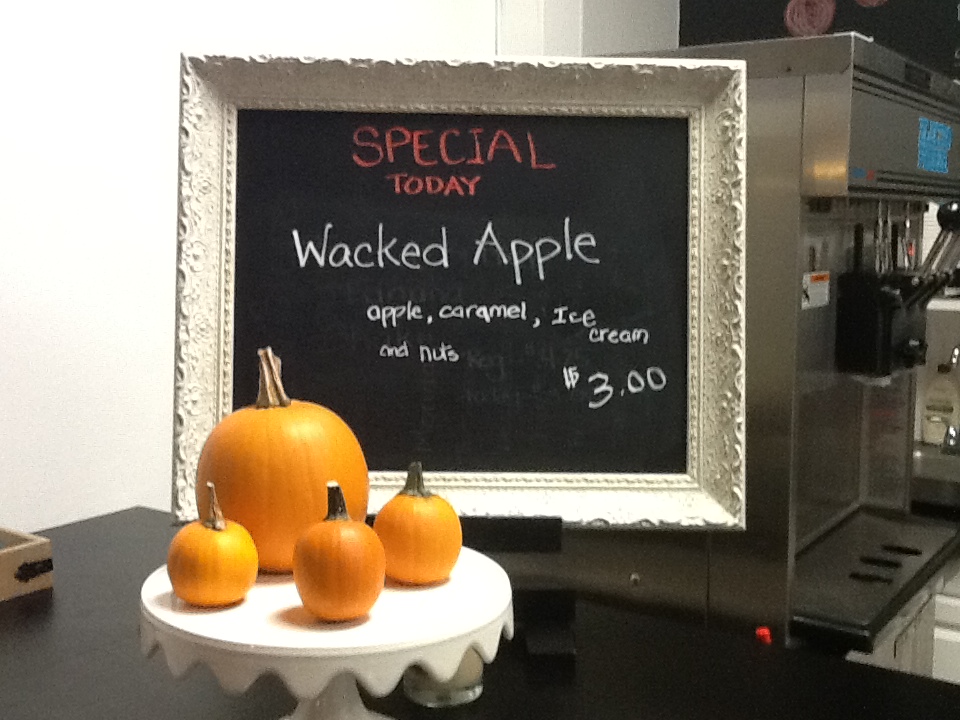 SPECIAL
TODAY
Wacked Apple
apple, caramel, Ice
cream
and nuts
$3.00